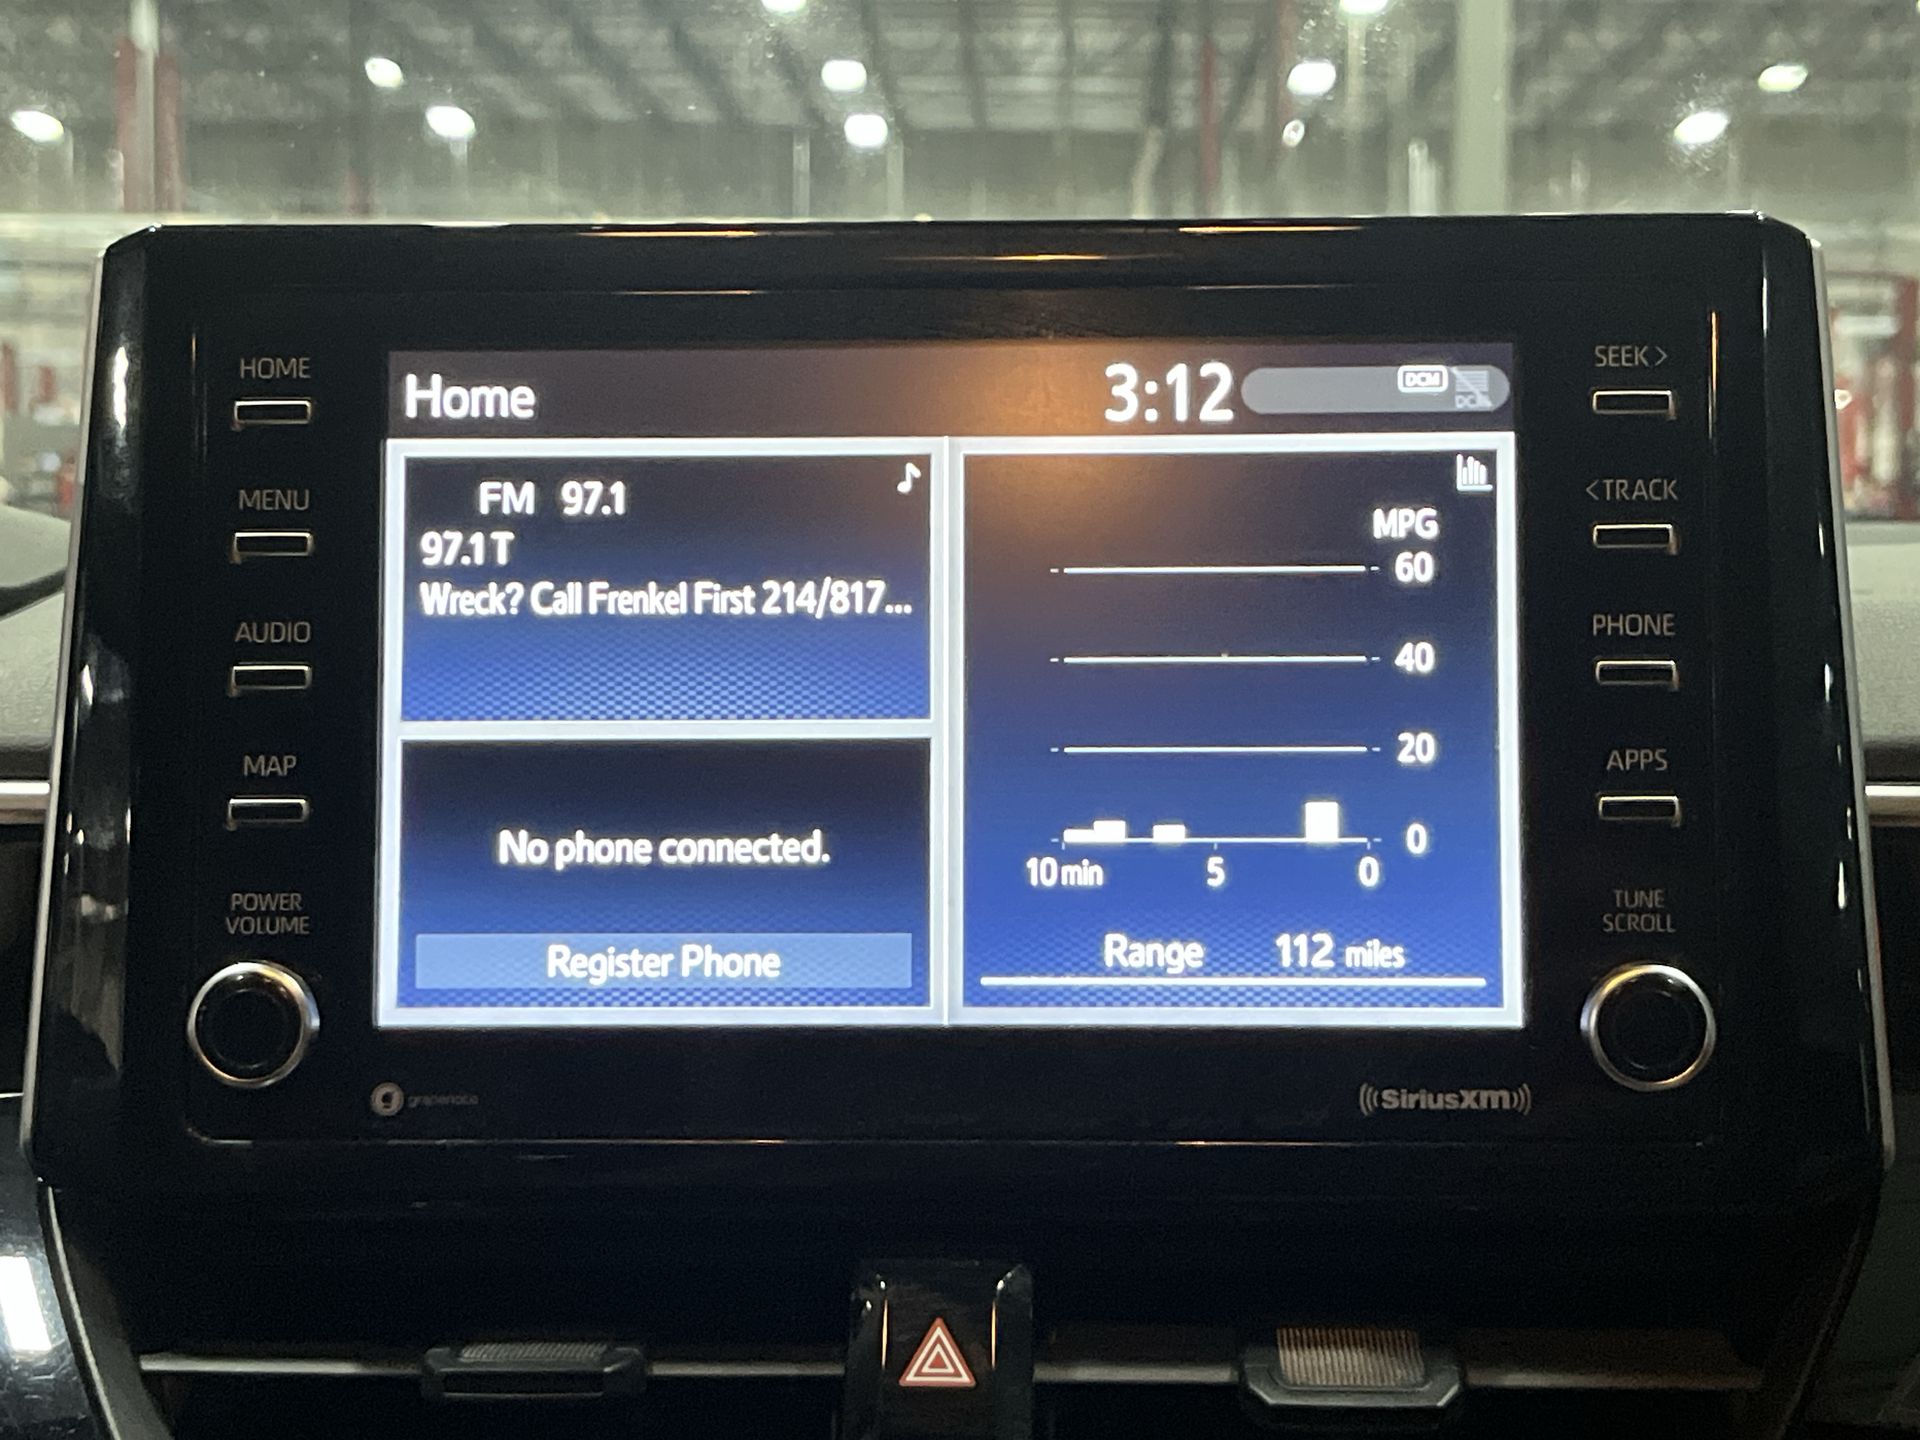 HOME
MENU
AUDIO
MAP
POWER
VOLUME
Home
3:12
DCM
FM 97.1
97.1 T
Wreck? Call Frenkel First 214/817...
No phone connected.
Register Phone
MPG
60
40
20
0
10 min 5 0
Range 112 miles
SEEK >
< TRACK
PHONE
APPS
TUNE
SCROLL
gracenote
SiriusXM